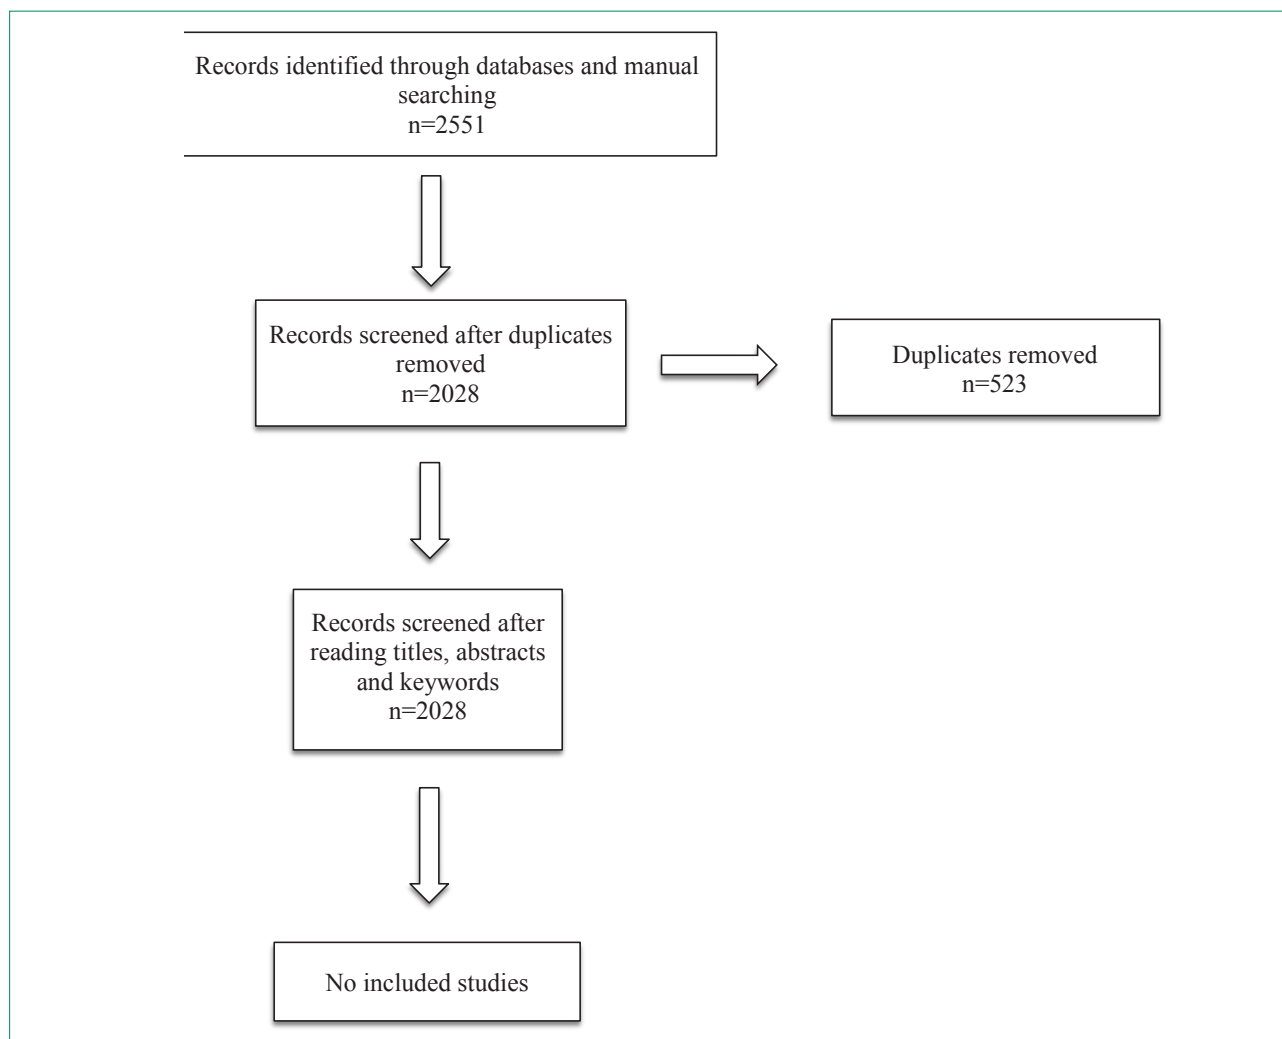 Records identified through databases and manual
searching
n=2551
Records screened after duplicates
removed
n=2028
Duplicates removed
n=523
Records screened after
reading titles, abstracts
and keywords
n=2028
No included studies